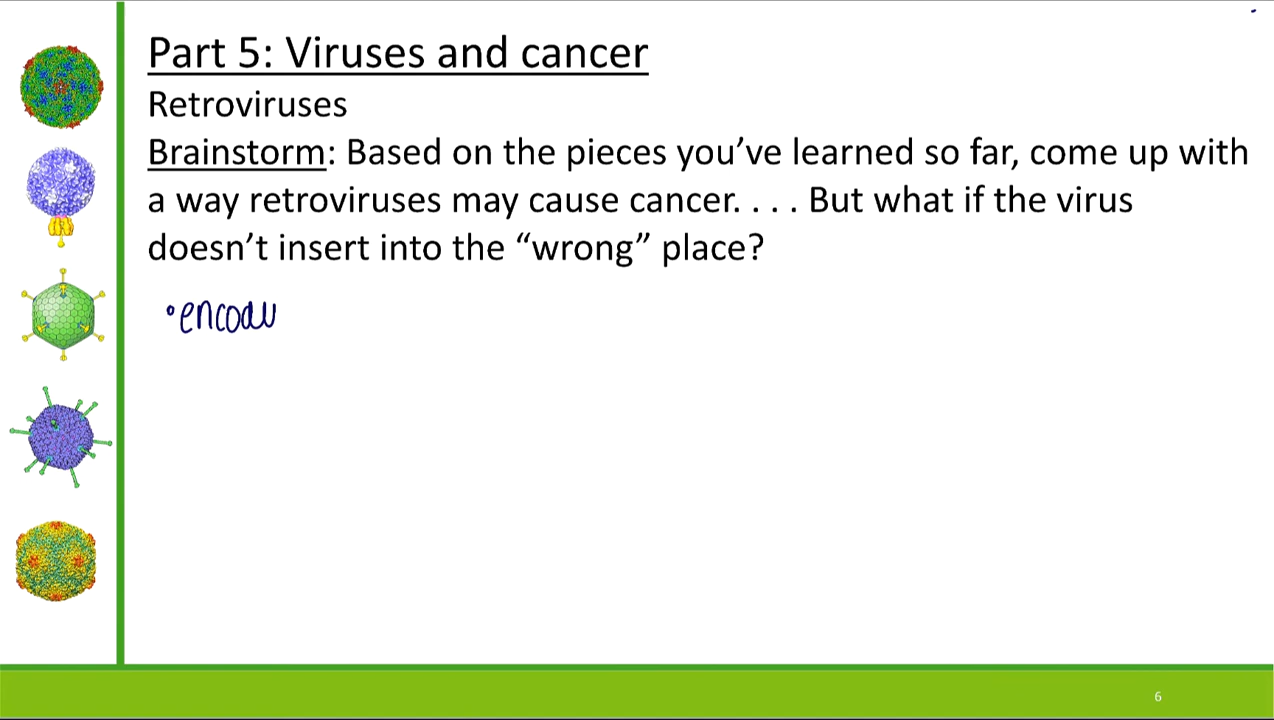 Part 5: Viruses and cancer
Retroviruses
Brainstorm: Based on the pieces you’ve learned so far, come up with
a way retroviruses may cause cancer. . . . But what if the virus
doesn’t insert into the “wrong” place?
6